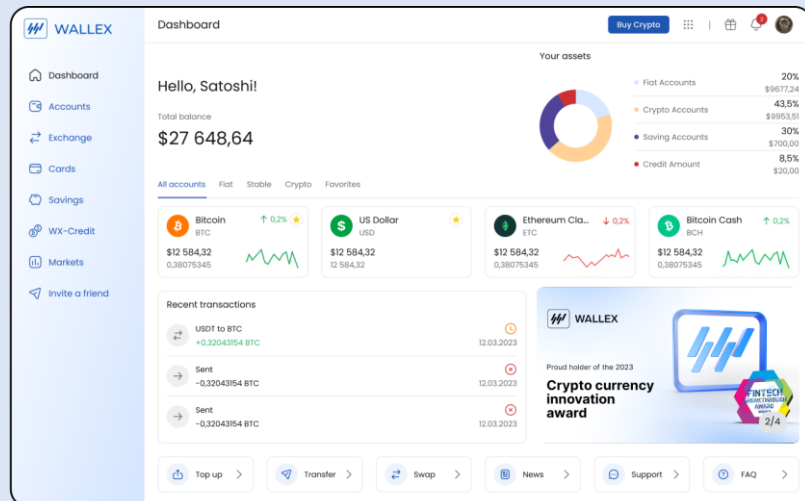 WALLEX
Dashboard
Buy Crypto
2
Dashboard
Accounts
Exchange
Cards
Savings
WX-Credit
Markets
Invite a friend
Hello, Satoshi!
Total balance
$27 648,64
Your assets
Fiat Accounts 20%
$9677,24
Crypto Accounts 43,5%
$9953,51
Saving Accounts 30%
$700,00
Credit Amount 8,5%
$20,00
All accounts Fiat Stable Crypto Favorites
Bitcoin 0,2%
BTC
$12 584,32
0,38075345
US Dollar
USD
$12 584,32
12 584,32
Ethereum Cla... 0,2%
ETC
$12 584,32
0,38075345
Bitcoin Cash 0,2%
BCH
$12 584,32
0,38075345
Recent transactions
USDT to BTC
+0,32043154 BTC 12.03.2023
Sent
-0,32043154 BTC 12.03.2023
Sent
-0,32043154 BTC 12.03.2023
WALLEX
Proud holder of the 2023
Crypto currency
innovation
award
FINTECH
BREAKTHROUGH
AWARD
2/4
Top up
Transfer
Swap
News
Support
FAQ